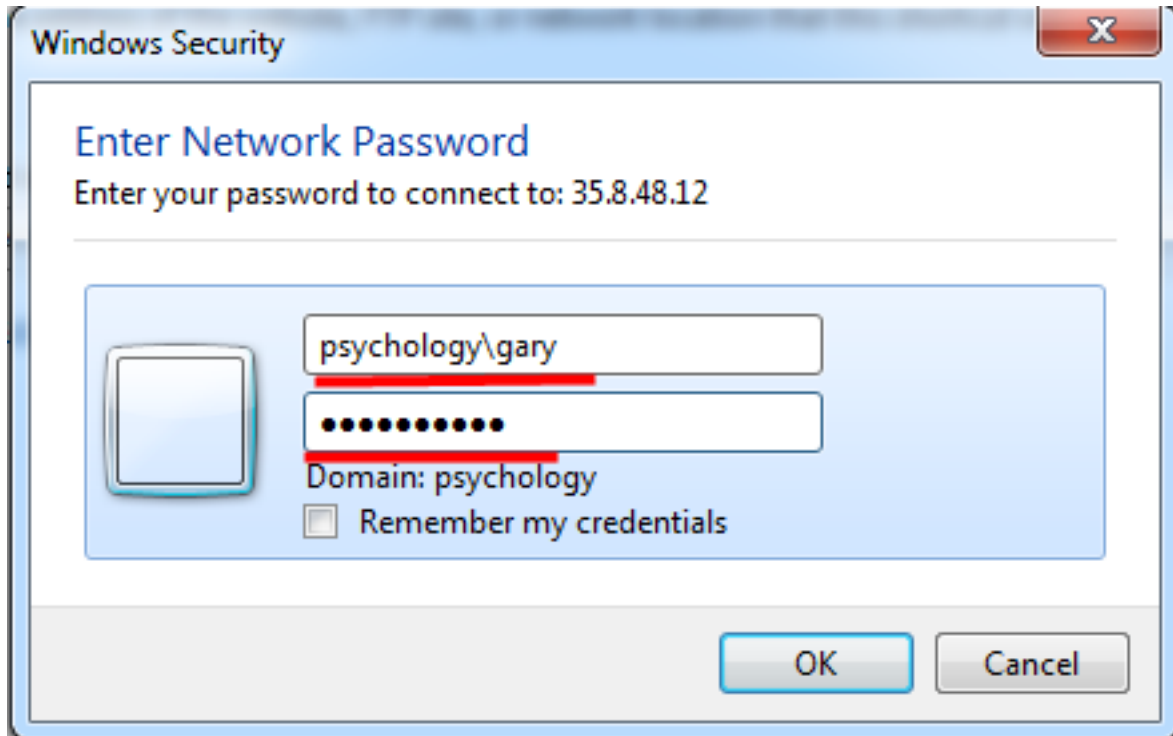 Windows Security
Enter Network Password
Enter your password to connect to: 35.8.48.12
psychology\gary
••••••••••
Domain: psychology
Remember my credentials
OK
Cancel